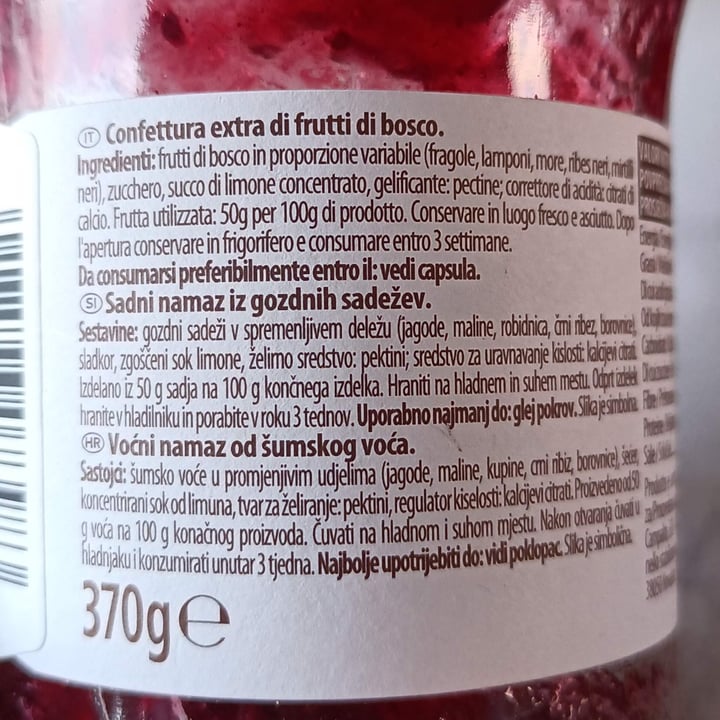 IT Confettura extra di frutti di bosco.
Ingredienti: frutti di bosco in proporzione variabile (fragole, lamponi, more, ribes neri, mirtilli
neri), zucchero, succo di limone concentrato, gelificante: pectine; correttore di acidità: citrati di
calcio. Frutta utilizzata: 50g per 100g di prodotto. Conservare in luogo fresco e asciutto. Dopo
l'apertura conservare in frigorifero e consumare entro 3 settimane.
Da consumarsi preferibilmente entro il: vedi capsula.
SI Sadni namaz iz gozdnih sadežev.
Sestavine: gozdni sadeži v spremenljivem deležu (jagode, maline, robidnica, črni ribez, borovnice),
sladkor, zgoščeni sok limone, želirno sredstvo: pektini; sredstvo za uravnavanje kislosti: kalcijevi citrati.
Izdelano iz 50 g sadja na 100 g končnega izdelka. Hraniti na hladnem in suhem mestu. Odprt izdelek
hranite v hladilniku in porabite v roku 3 tednov. Uporabno najmanj do: glej pokrov. Slika je simbolna.
HR Voćni namaz od šumskog voća.
Sastojci: šumsko voće u promjenjivim udjelima (jagode, maline, kupine, crni ribiz, borovnice), šećer,
koncentrirani sok od limuna, tvar za želiranje: pektini, regulator kiselosti: kalcijevi citrati. Proizvedeno od 50
g voća na 100 g konačnog proizvoda. Čuvati na hladnom i suhom mjestu. Nakon otvaranja čuvati u
hladnjaku i konzumirati unutar 3 tjedna. Najbolje upotrijebiti do: vidi poklopac. Slika je simbolična.
370g e